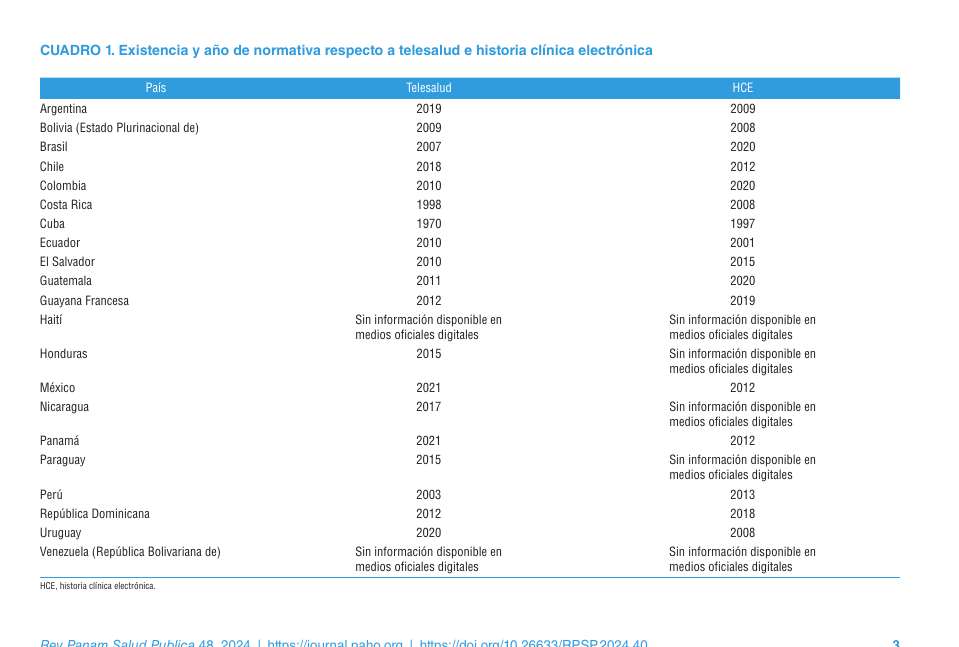 CUADRO 1. Existencia y año de normativa respecto a telesalud e historia clínica electrónica
País Telesalud HCE
Argentina 2019 2009
Bolivia (Estado Plurinacional de) 2009 2008
Brasil 2007 2020
Chile 2018 2012
Colombia 2010 2020
Costa Rica 1998 2008
Cuba 1970 1997
Ecuador 2010 2001
El Salvador 2010 2015
Guatemala 2011 2020
Guayana Francesa 2012 2019
Haití Sin información disponible en Sin información disponible en
medios oficiales digitales medios oficiales digitales
Honduras 2015 Sin información disponible en
medios oficiales digitales
México 2021 2012
Nicaragua 2017 Sin información disponible en
medios oficiales digitales
Panamá 2021 2012
Paraguay 2015 Sin información disponible en
medios oficiales digitales
Perú 2003 2013
República Dominicana 2012 2018
Uruguay 2020 2008
Venezuela (República Bolivariana de) Sin información disponible en Sin información disponible en
medios oficiales digitales medios oficiales digitales
HCE, historia clínica electrónica.
Rev Panam Salud Publica 48, 2024 | https://journal.paho.org | https://doi.org/10.26633/RPSP.2024.40 3